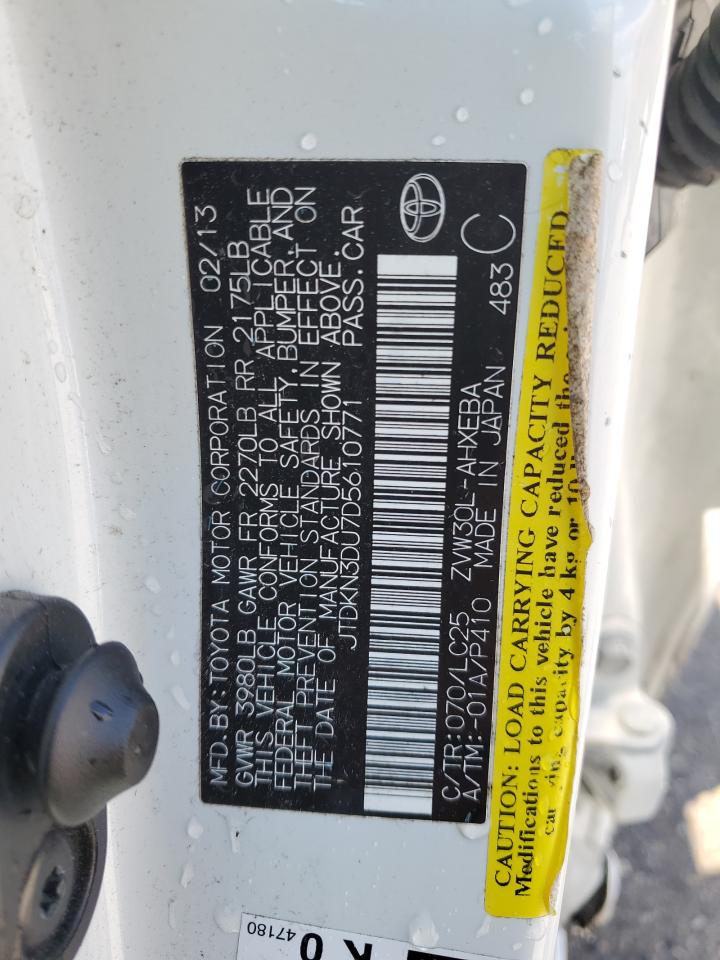 MFD.BY:TOYOTA MOTOR CORPORATION 02/13
GVWR 3980LB GAWR FR 2270LB RR 2175LB
THIS VEHICLE CONFORMS TO ALL APPLICABLE
FEDERAL MOTOR VEHICLE SAFETY,BUMPER,AND
THEFT PREVENTION STANDARDS IN EFFECT ON
THE DATE OF MANUFACTURE SHOWN ABOVE.
JTDKN3DU7D5610771 PASS.CAR
C/TR:070/LC25 ZVW30L-AHXEBA
A/TM:-01A/P410 MADE IN JAPAN 483 C
CAUTION: LOAD CARRYING CAPACITY REDUCED
Modifications to this vehicle have reduced the
carrying capacity by 4 kg or 10
47180
K 0